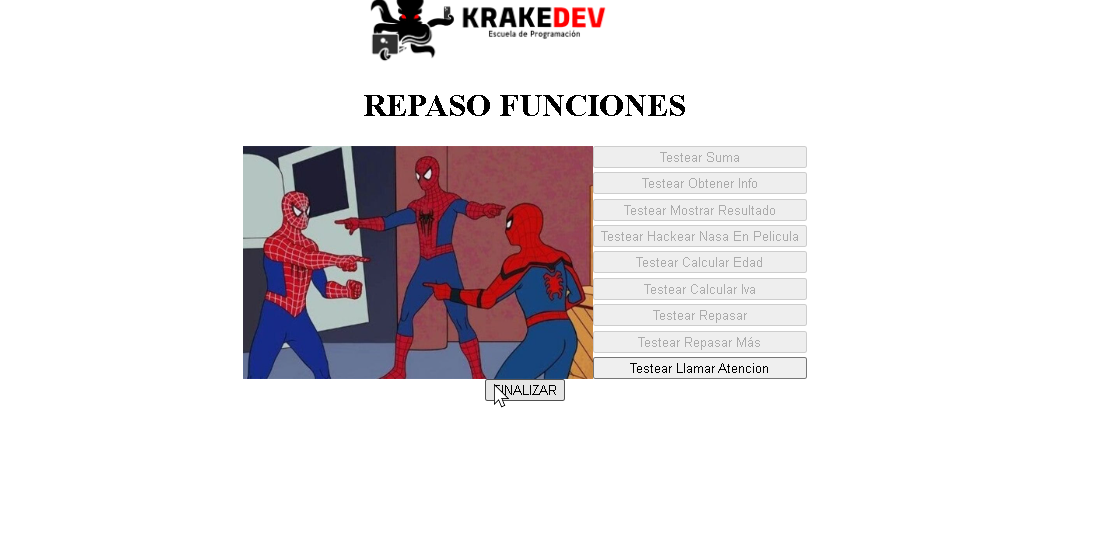 KRAKEDEV
Escuela de Programación
REPASO FUNCIONES
Testear Suma
Testear Obtener Info
Testear Mostrar Resultado
Testear Hackear Nasa En Pelicula
Testear Calcular Edad
Testear Calcular Iva
Testear Repasar
Testear Repasar Más
Testear Llamar Atencion
FINALIZAR